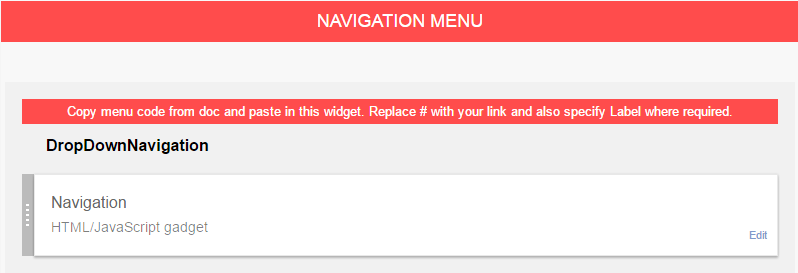 NAVIGATION MENU
Copy menu code from doc and paste in this widget. Replace # with your link and also specify Label where required.
DropDownNavigation
Navigation
HTML/JavaScript gadget
Edit